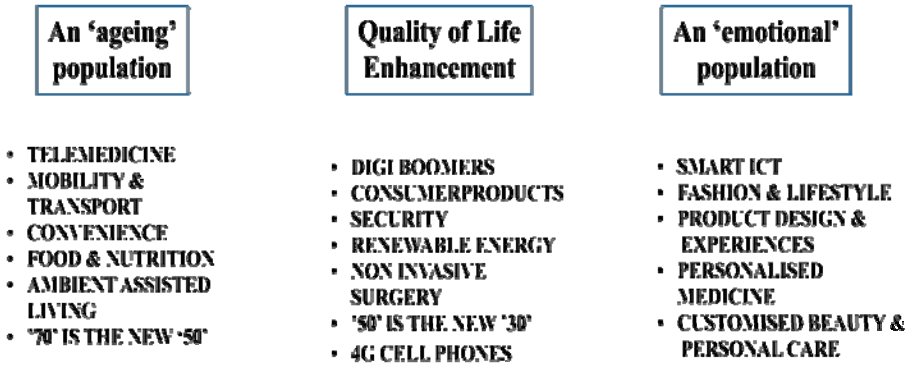 An ‘ageing’
population
• TELEMEDICINE
• MOBILITY &
TRANSPORT
• CONVENIENCE
• FOOD & NUTRITION
• AMBIENT ASSISTED
LIVING
• '70' IS THE NEW ‘50’
Quality of Life
Enhancement
• DIGI BOOMERS
• CONSUMERPRODUCTS
• SECURITY
• RENEWABLE ENERGY
• NON INVASIVE
SURGERY
• '50' IS THE NEW '30'
• 4G CELL PHONES
An ‘emotional’
population
• SMART ICT
• FASHION & LIFESTYLE
• PRODUCT DESIGN &
EXPERIENCES
• PERSONALISED
MEDICINE
• CUSTOMISED BEAUTY &
PERSONAL CARE